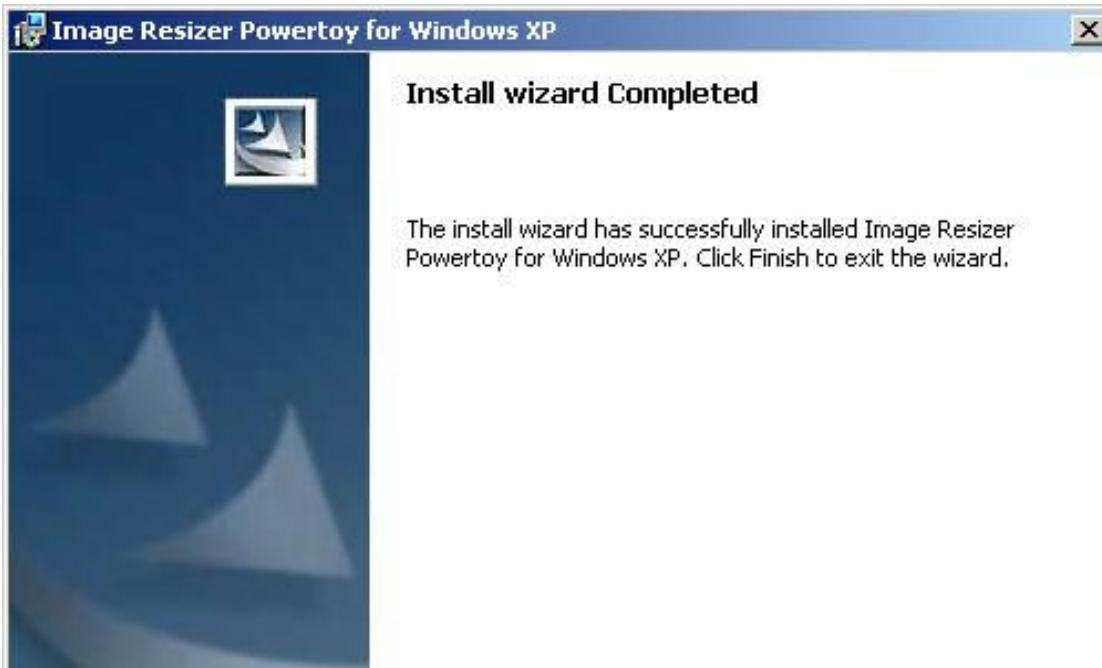 Image Resizer Powertoy for Windows XP
Install wizard Completed
The install wizard has successfully installed Image Resizer
Powertoy for Windows XP. Click Finish to exit the wizard.